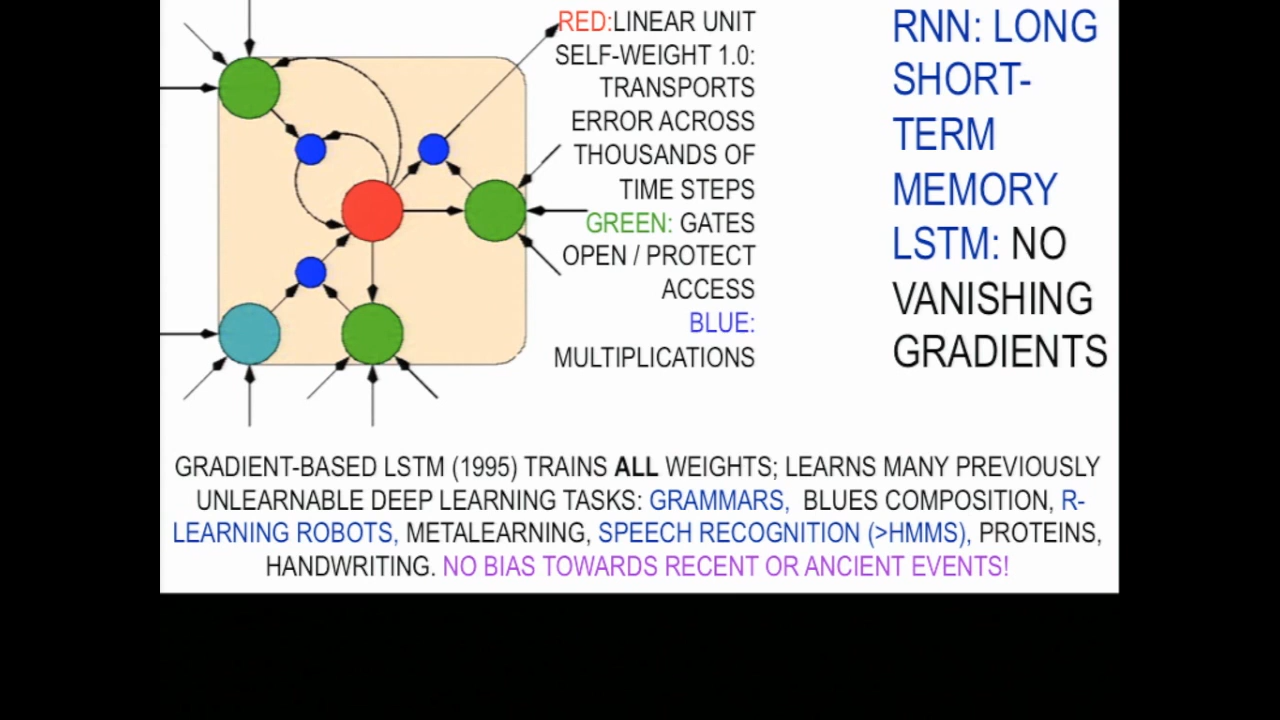 RED:LINEAR UNIT
SELF-WEIGHT 1.0:
TRANSPORTS
ERROR ACROSS
THOUSANDS OF
TIME STEPS
GREEN: GATES
OPEN / PROTECT
ACCESS
BLUE:
MULTIPLICATIONS
RNN: LONG
SHORT-
TERM
MEMORY
LSTM: NO
VANISHING
GRADIENTS
GRADIENT-BASED LSTM (1995) TRAINS ALL WEIGHTS; LEARNS MANY PREVIOUSLY
UNLEARNABLE DEEP LEARNING TASKS: GRAMMARS, BLUES COMPOSITION, R-
LEARNING ROBOTS, METALEARNING, SPEECH RECOGNITION (>HMMS), PROTEINS,
HANDWRITING. NO BIAS TOWARDS RECENT OR ANCIENT EVENTS!